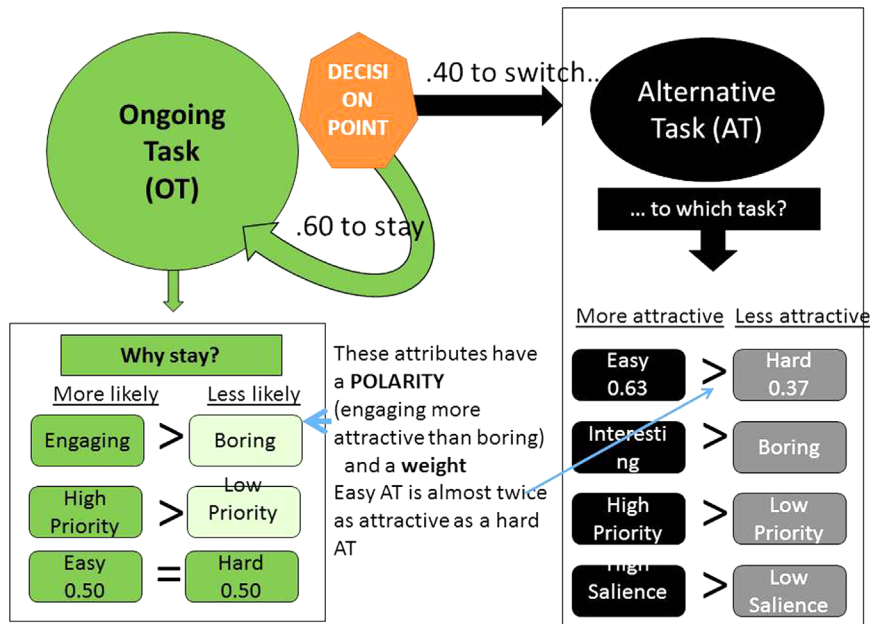 Ongoing
Task
(OT)
DECISI
ON
POINT
.40 to switch..
.60 to stay
Alternative
Task (AT)
... to which task?
Why stay?
More likely
Less likely
Engaging
>
Boring
High
Priority
>
Low
Priority
Easy
0.50
=
Hard
0.50
These attributes have
a POLARITY
(engaging more
attractive than boring)
and a weight
Easy AT is almost twice
as attractive as a hard
AT
More attractive
Less attractive
Easy
0.63
>
Hard
0.37
Interesti
ng
>
Boring
High
Priority
>
Low
Priority
High
Salience
>
Low
Salience